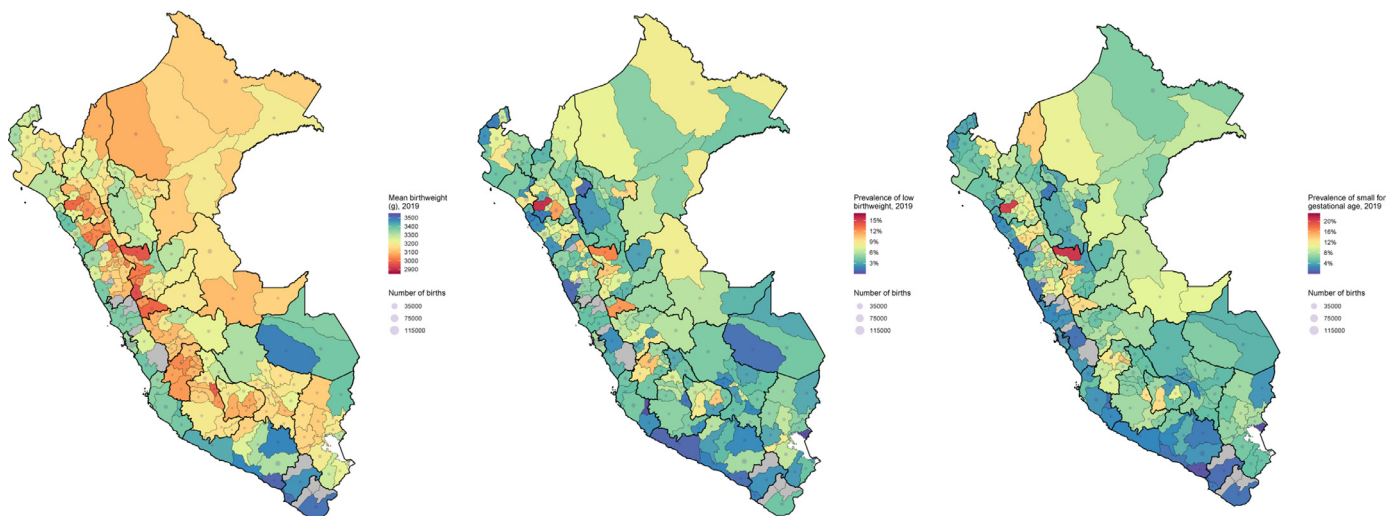 Mean birthweight
(g), 2019
3500
3400
3300
3200
3100
3000
2900
Number of births
35000
75000
115000
Prevalence of low
birthweight, 2019
15%
12%
9%
6%
3%
Number of births
35000
75000
115000
Prevalence of small for
gestational age, 2019
20%
16%
12%
8%
4%
Number of births
35000
75000
115000